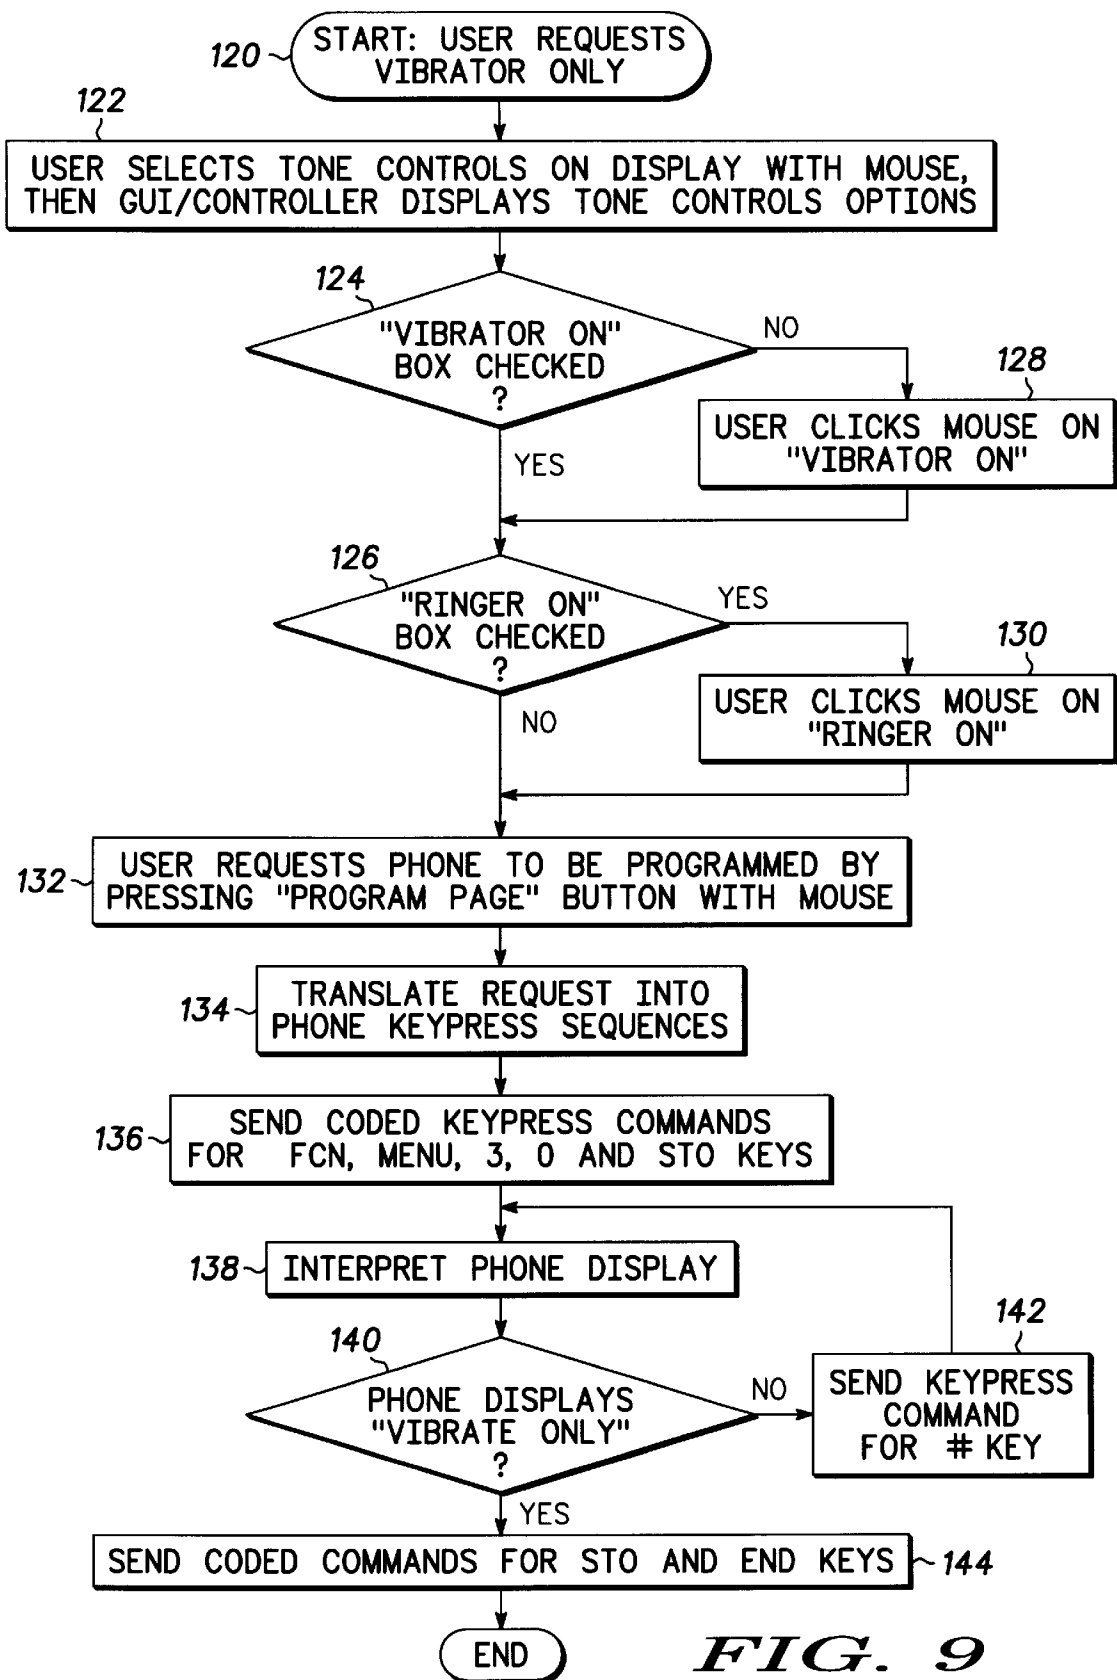 120
START: USER REQUESTS
VIBRATOR ONLY
122
USER SELECTS TONE CONTROLS ON DISPLAY WITH MOUSE,
THEN GUI/CONTROLLER DISPLAYS TONE CONTROLS OPTIONS
124
"VIBRATOR ON"
BOX CHECKED
?
NO
YES
128
USER CLICKS MOUSE ON
"VIBRATOR ON"
126
"RINGER ON"
BOX CHECKED
?
YES
NO
130
USER CLICKS MOUSE ON
"RINGER ON"
132
USER REQUESTS PHONE TO BE PROGRAMMED BY
PRESSING "PROGRAM PAGE" BUTTON WITH MOUSE
134
TRANSLATE REQUEST INTO
PHONE KEYPRESS SEQUENCES
136
SEND CODED KEYPRESS COMMANDS
FOR FCN, MENU, 3, 0 AND STO KEYS
138
INTERPRET PHONE DISPLAY
140
PHONE DISPLAYS
"VIBRATE ONLY"
?
NO
YES
142
SEND KEYPRESS
COMMAND
FOR # KEY
SEND CODED COMMANDS FOR STO AND END KEYS
144
END
FIG. 9